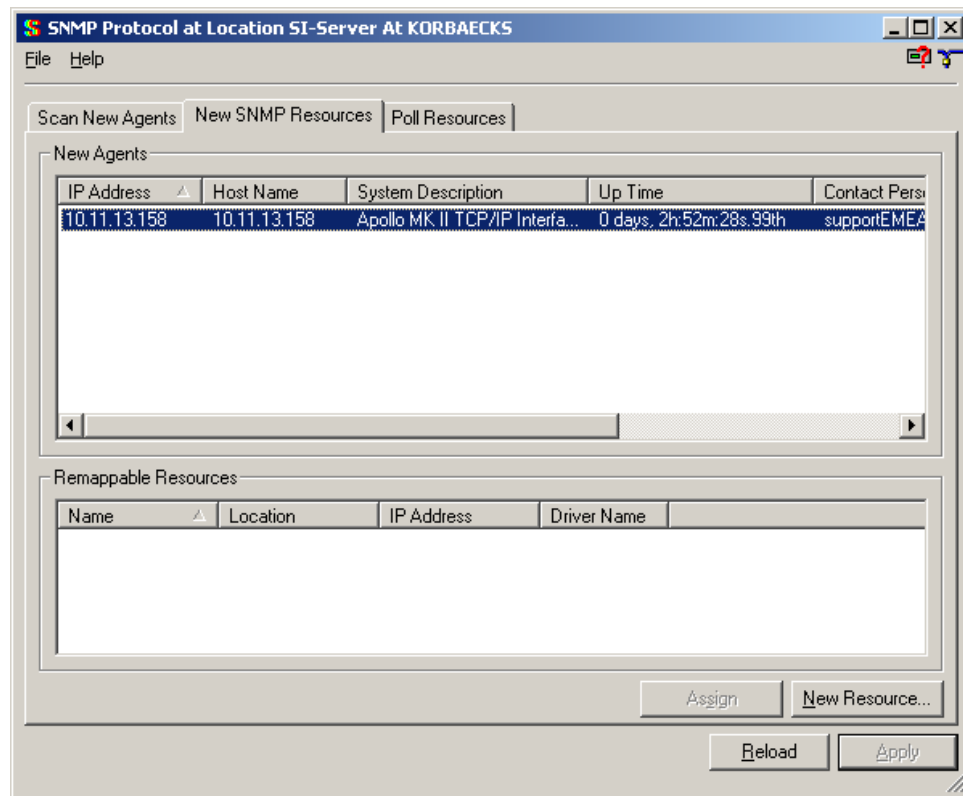 SNMP Protocol at Location SI-Server At KORBAECKS
File Help
Scan New Agents New SNMP Resources Poll Resources
New Agents
IP Address Host Name System Description Up Time Contact Perso
10.11.13.158 10.11.13.158 Apollo MK II TCP/IP Interfa... 0 days, 2h:52m:28s.99th supportEMEA
Remappable Resources
Name Location IP Address Driver Name
Assign New Resource...
Reload Apply